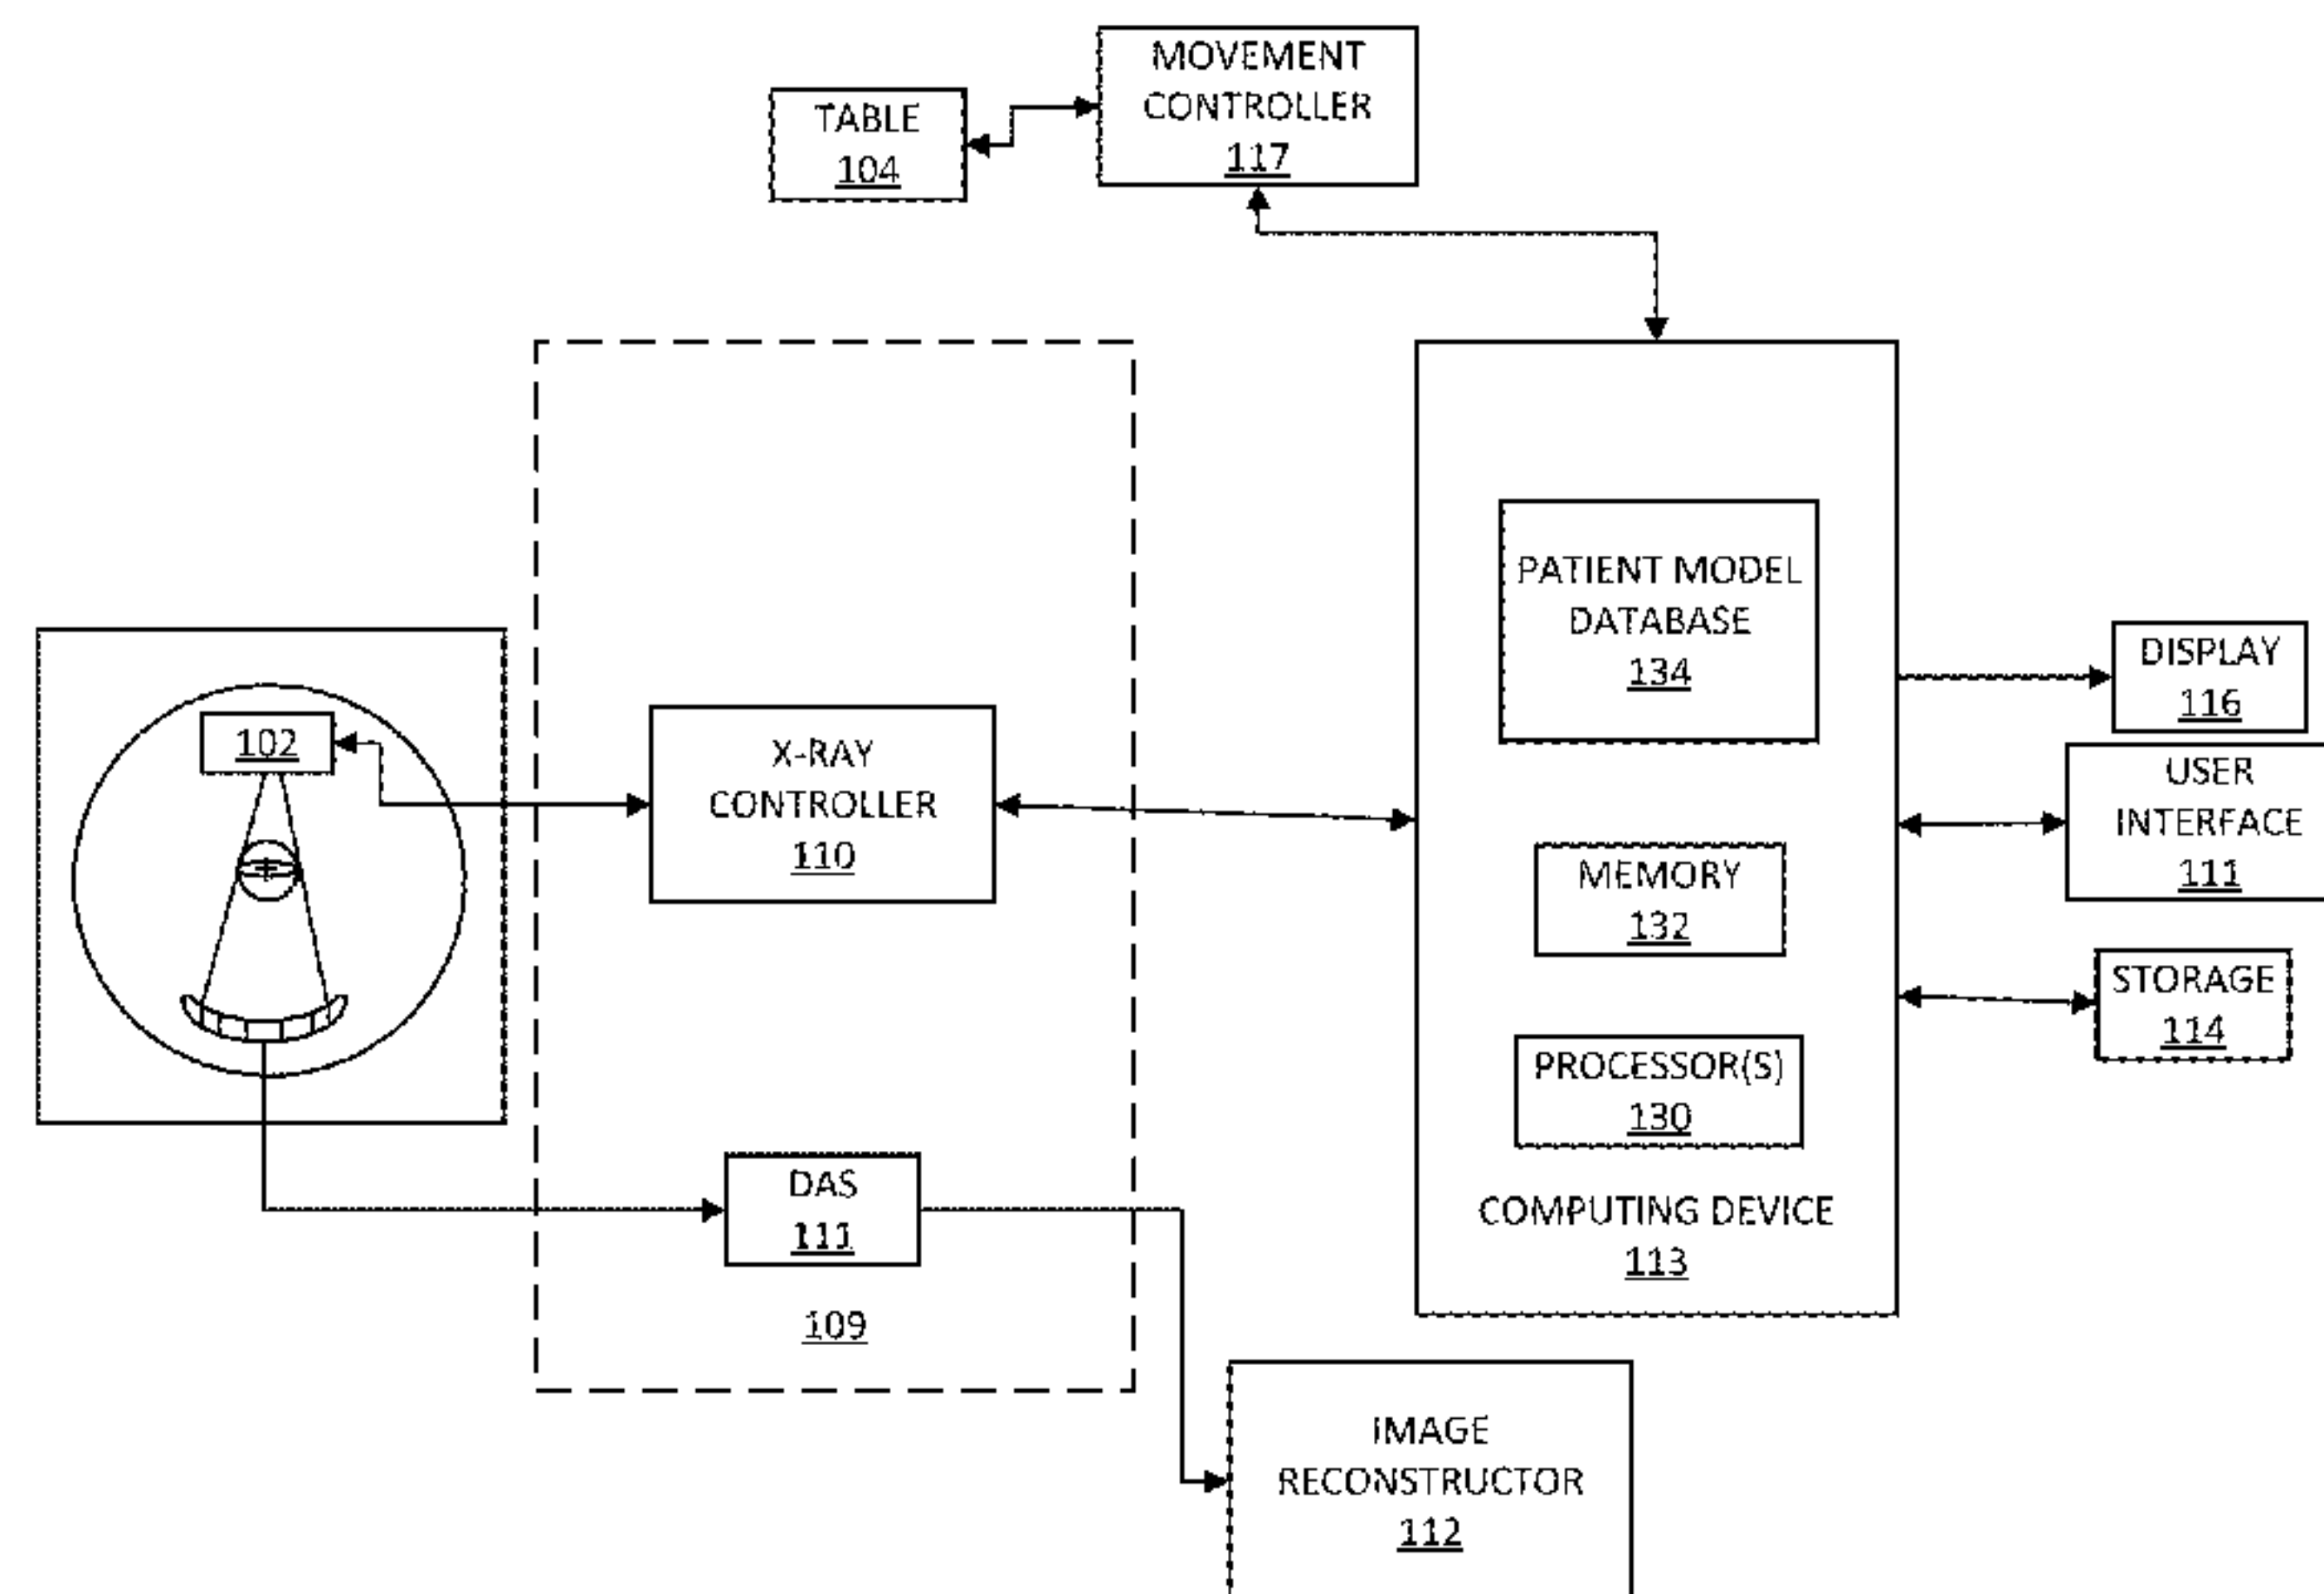 MOVEMENT
CONTROLLER
117
TABLE
104
PATIENT MODEL
DATABASE
134
DISPLAY
116
102
X-RAY
CONTROLLER
110
USER
INTERFACE
111
MEMORY
132
STORAGE
114
PROCESSOR(S)
130
DAS
111
COMPUTING DEVICE
113
109
IMAGE
RECONSTRUCTOR
112